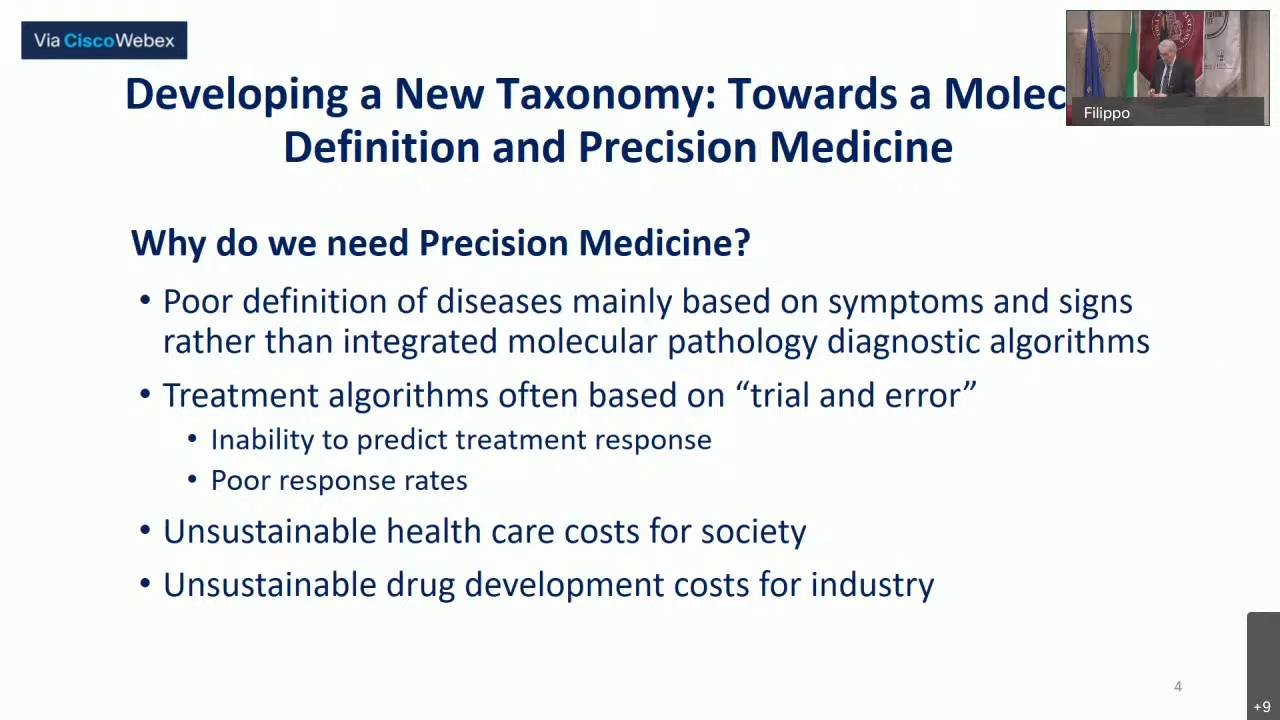 Via CiscoWebex
Developing a New Taxonomy: Towards a Molec
Definition and Precision Medicine
Filippo
Why do we need Precision Medicine?
• Poor definition of diseases mainly based on symptoms and signs
rather than integrated molecular pathology diagnostic algorithms
• Treatment algorithms often based on “trial and error”
• Inability to predict treatment response
• Poor response rates
• Unsustainable health care costs for society
• Unsustainable drug development costs for industry
4
+9